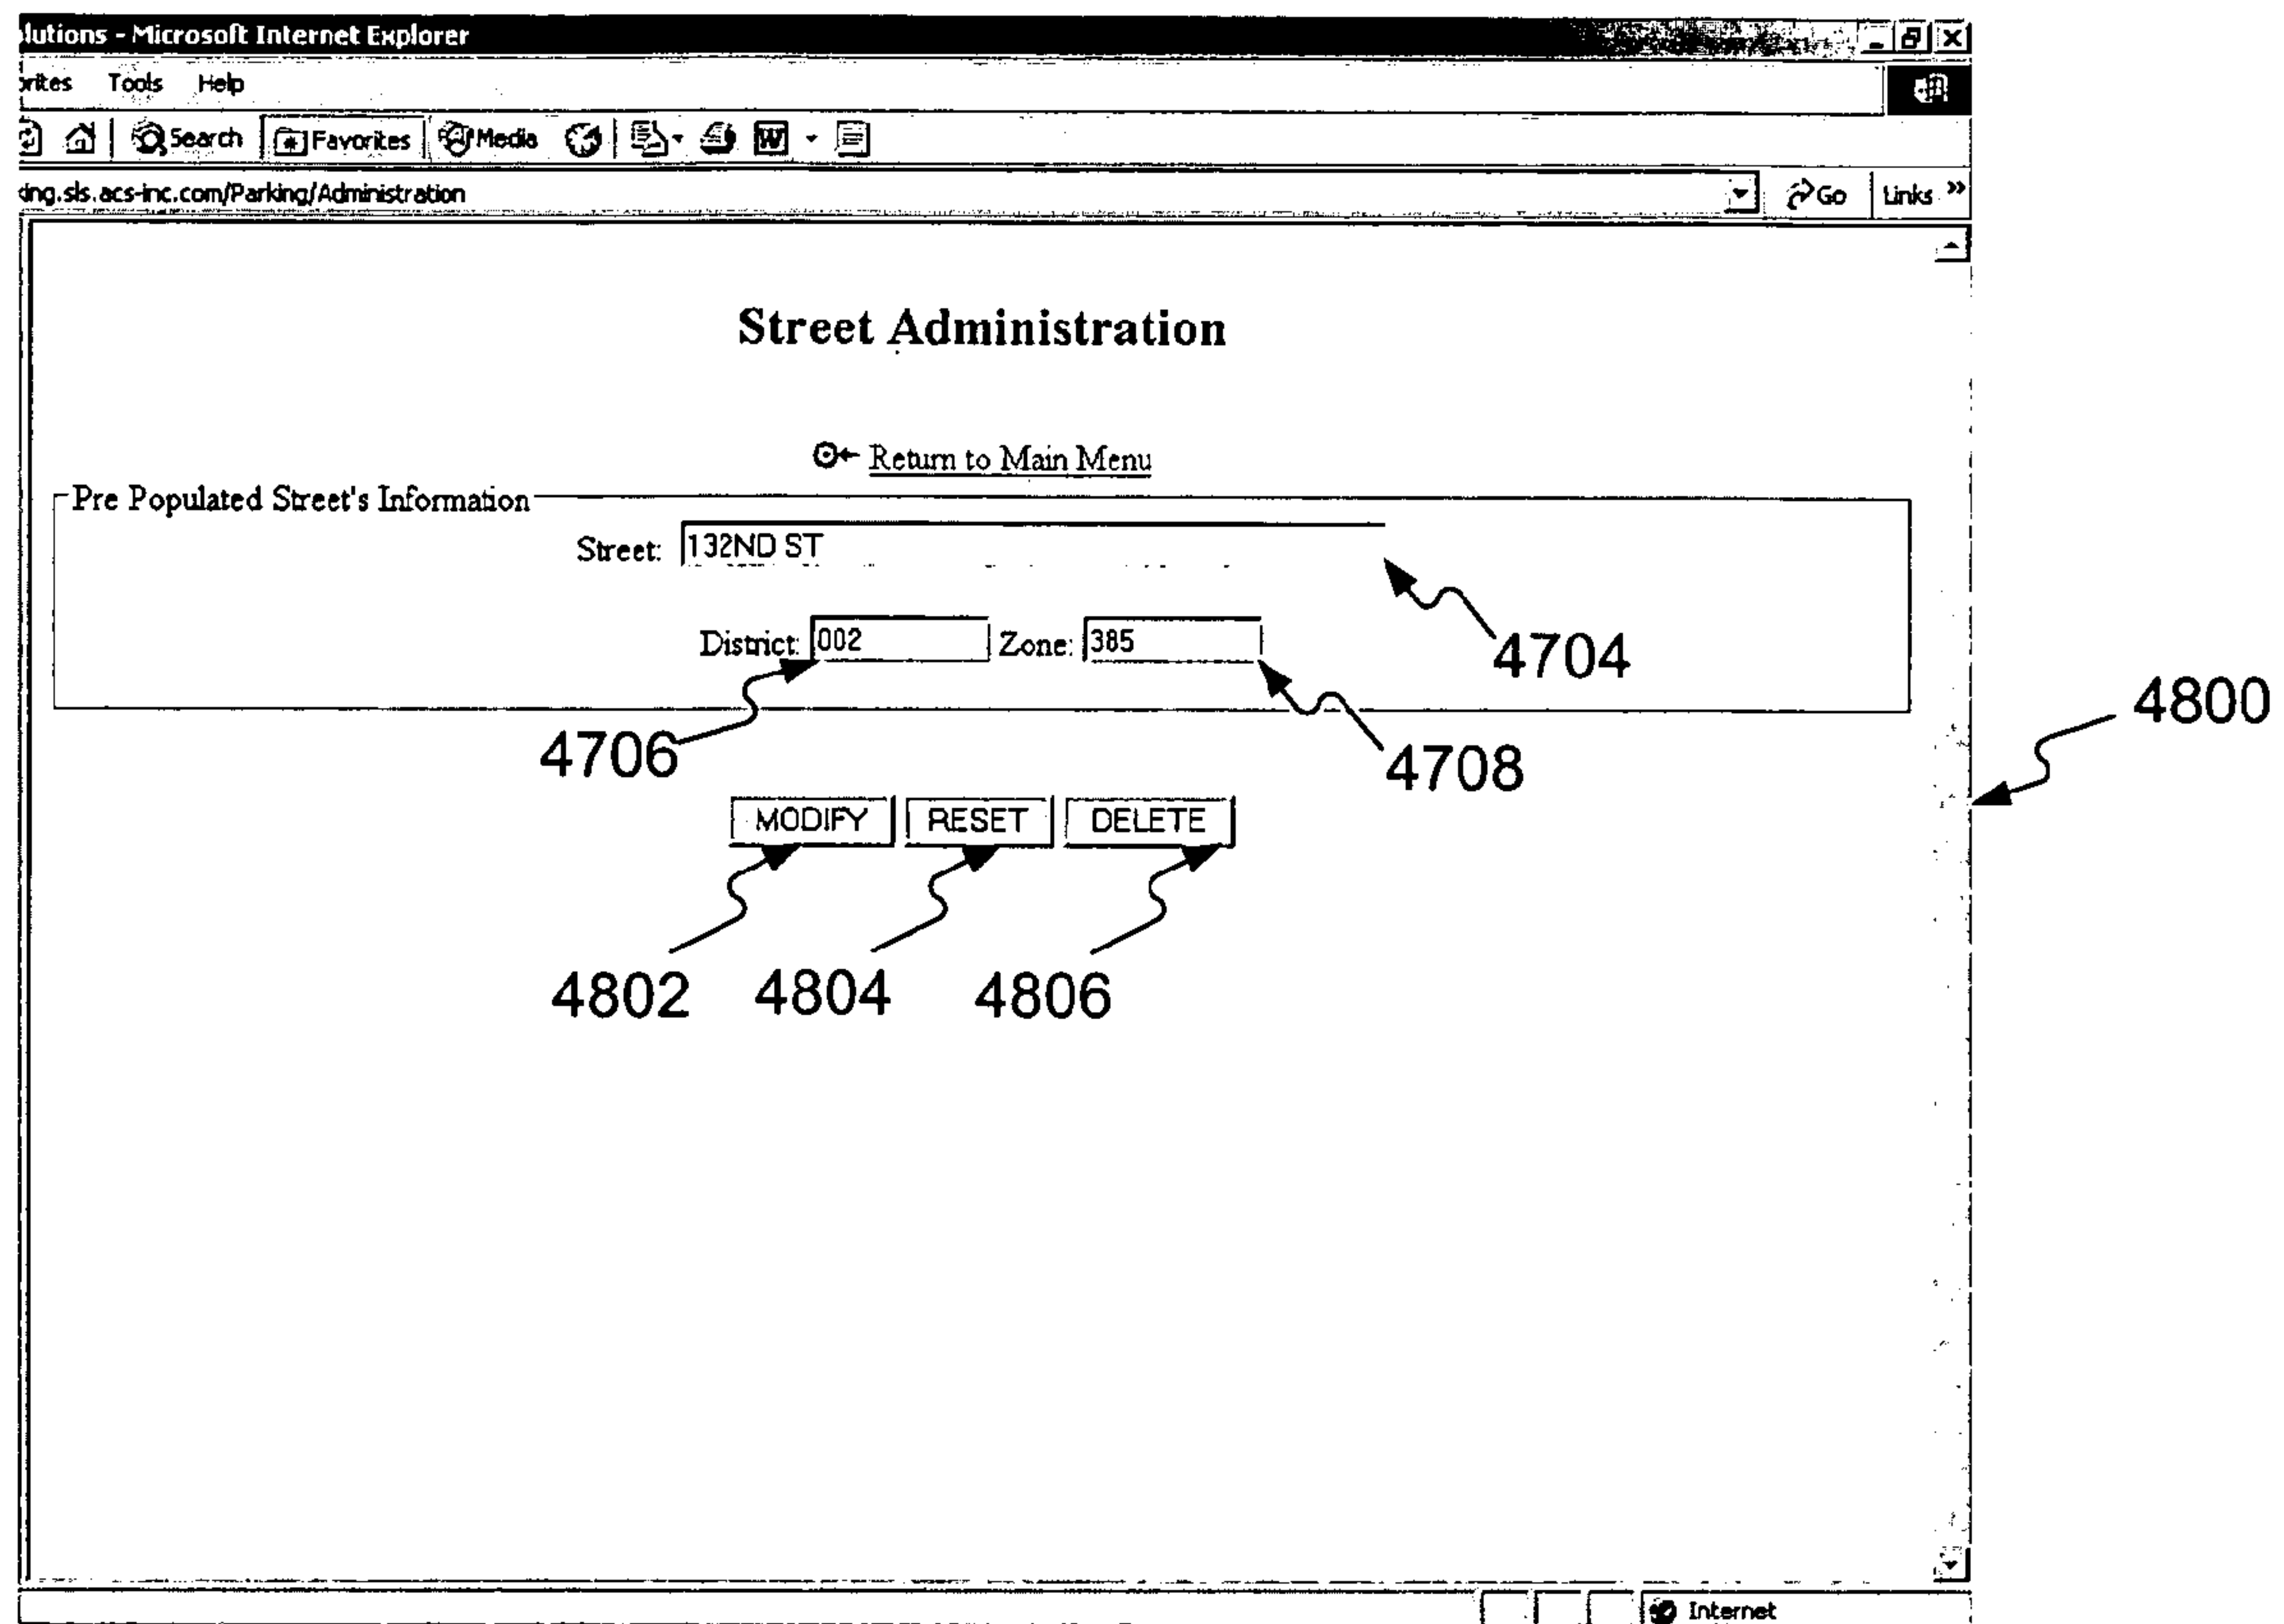 lutions - Microsoft Internet Explorer
Tools Help
Search Favorites Media
.sls.acs-inc.com/Parking/Administration Go Links »
Street Administration
Return to Main Menu
Pre Populated Street's Information
Street: 132ND ST
District: 002 Zone: 385
4704
4800
4706
4708
MODIFY RESET DELETE
4802 4804 4806
Internet